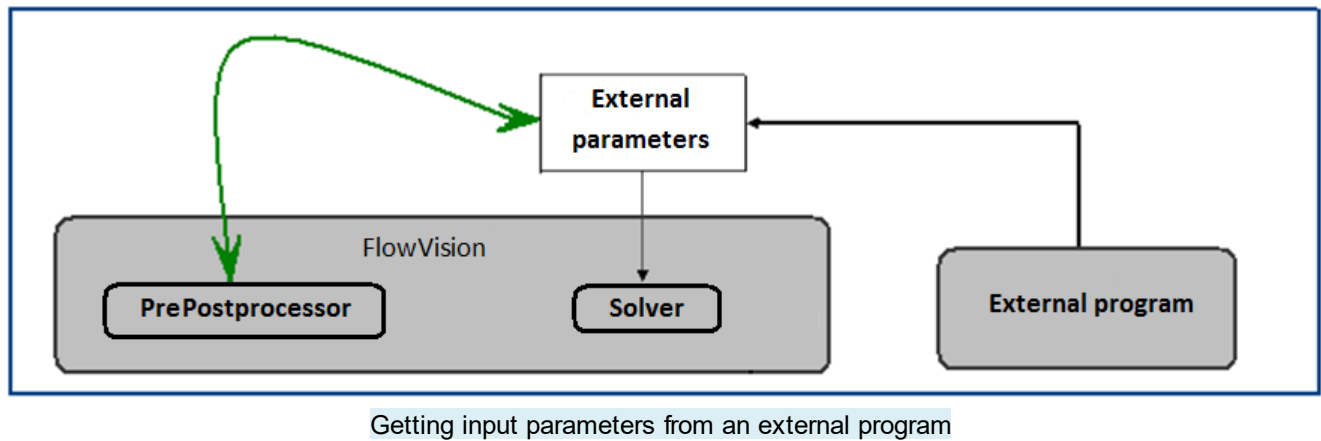 External
parameters
FlowVision
PrePostprocessor
Solver
External program
Getting input parameters from an external program